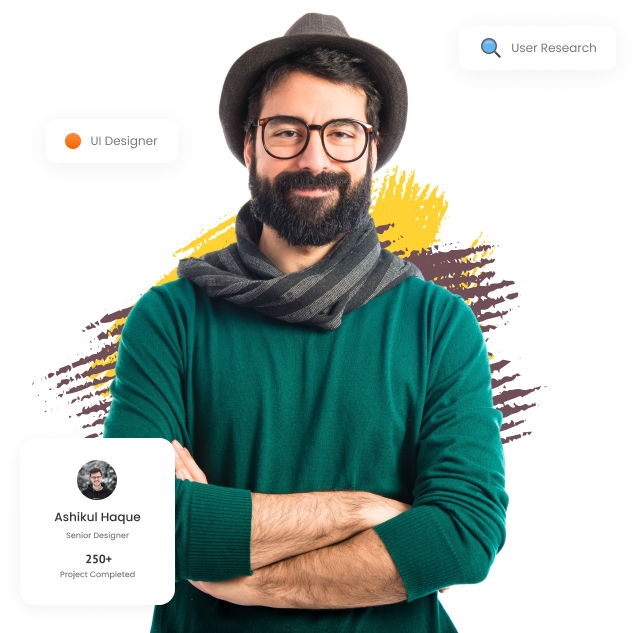 User Research
UI Designer
Ashikul Haque
Senior Designer
250+
Project Completed